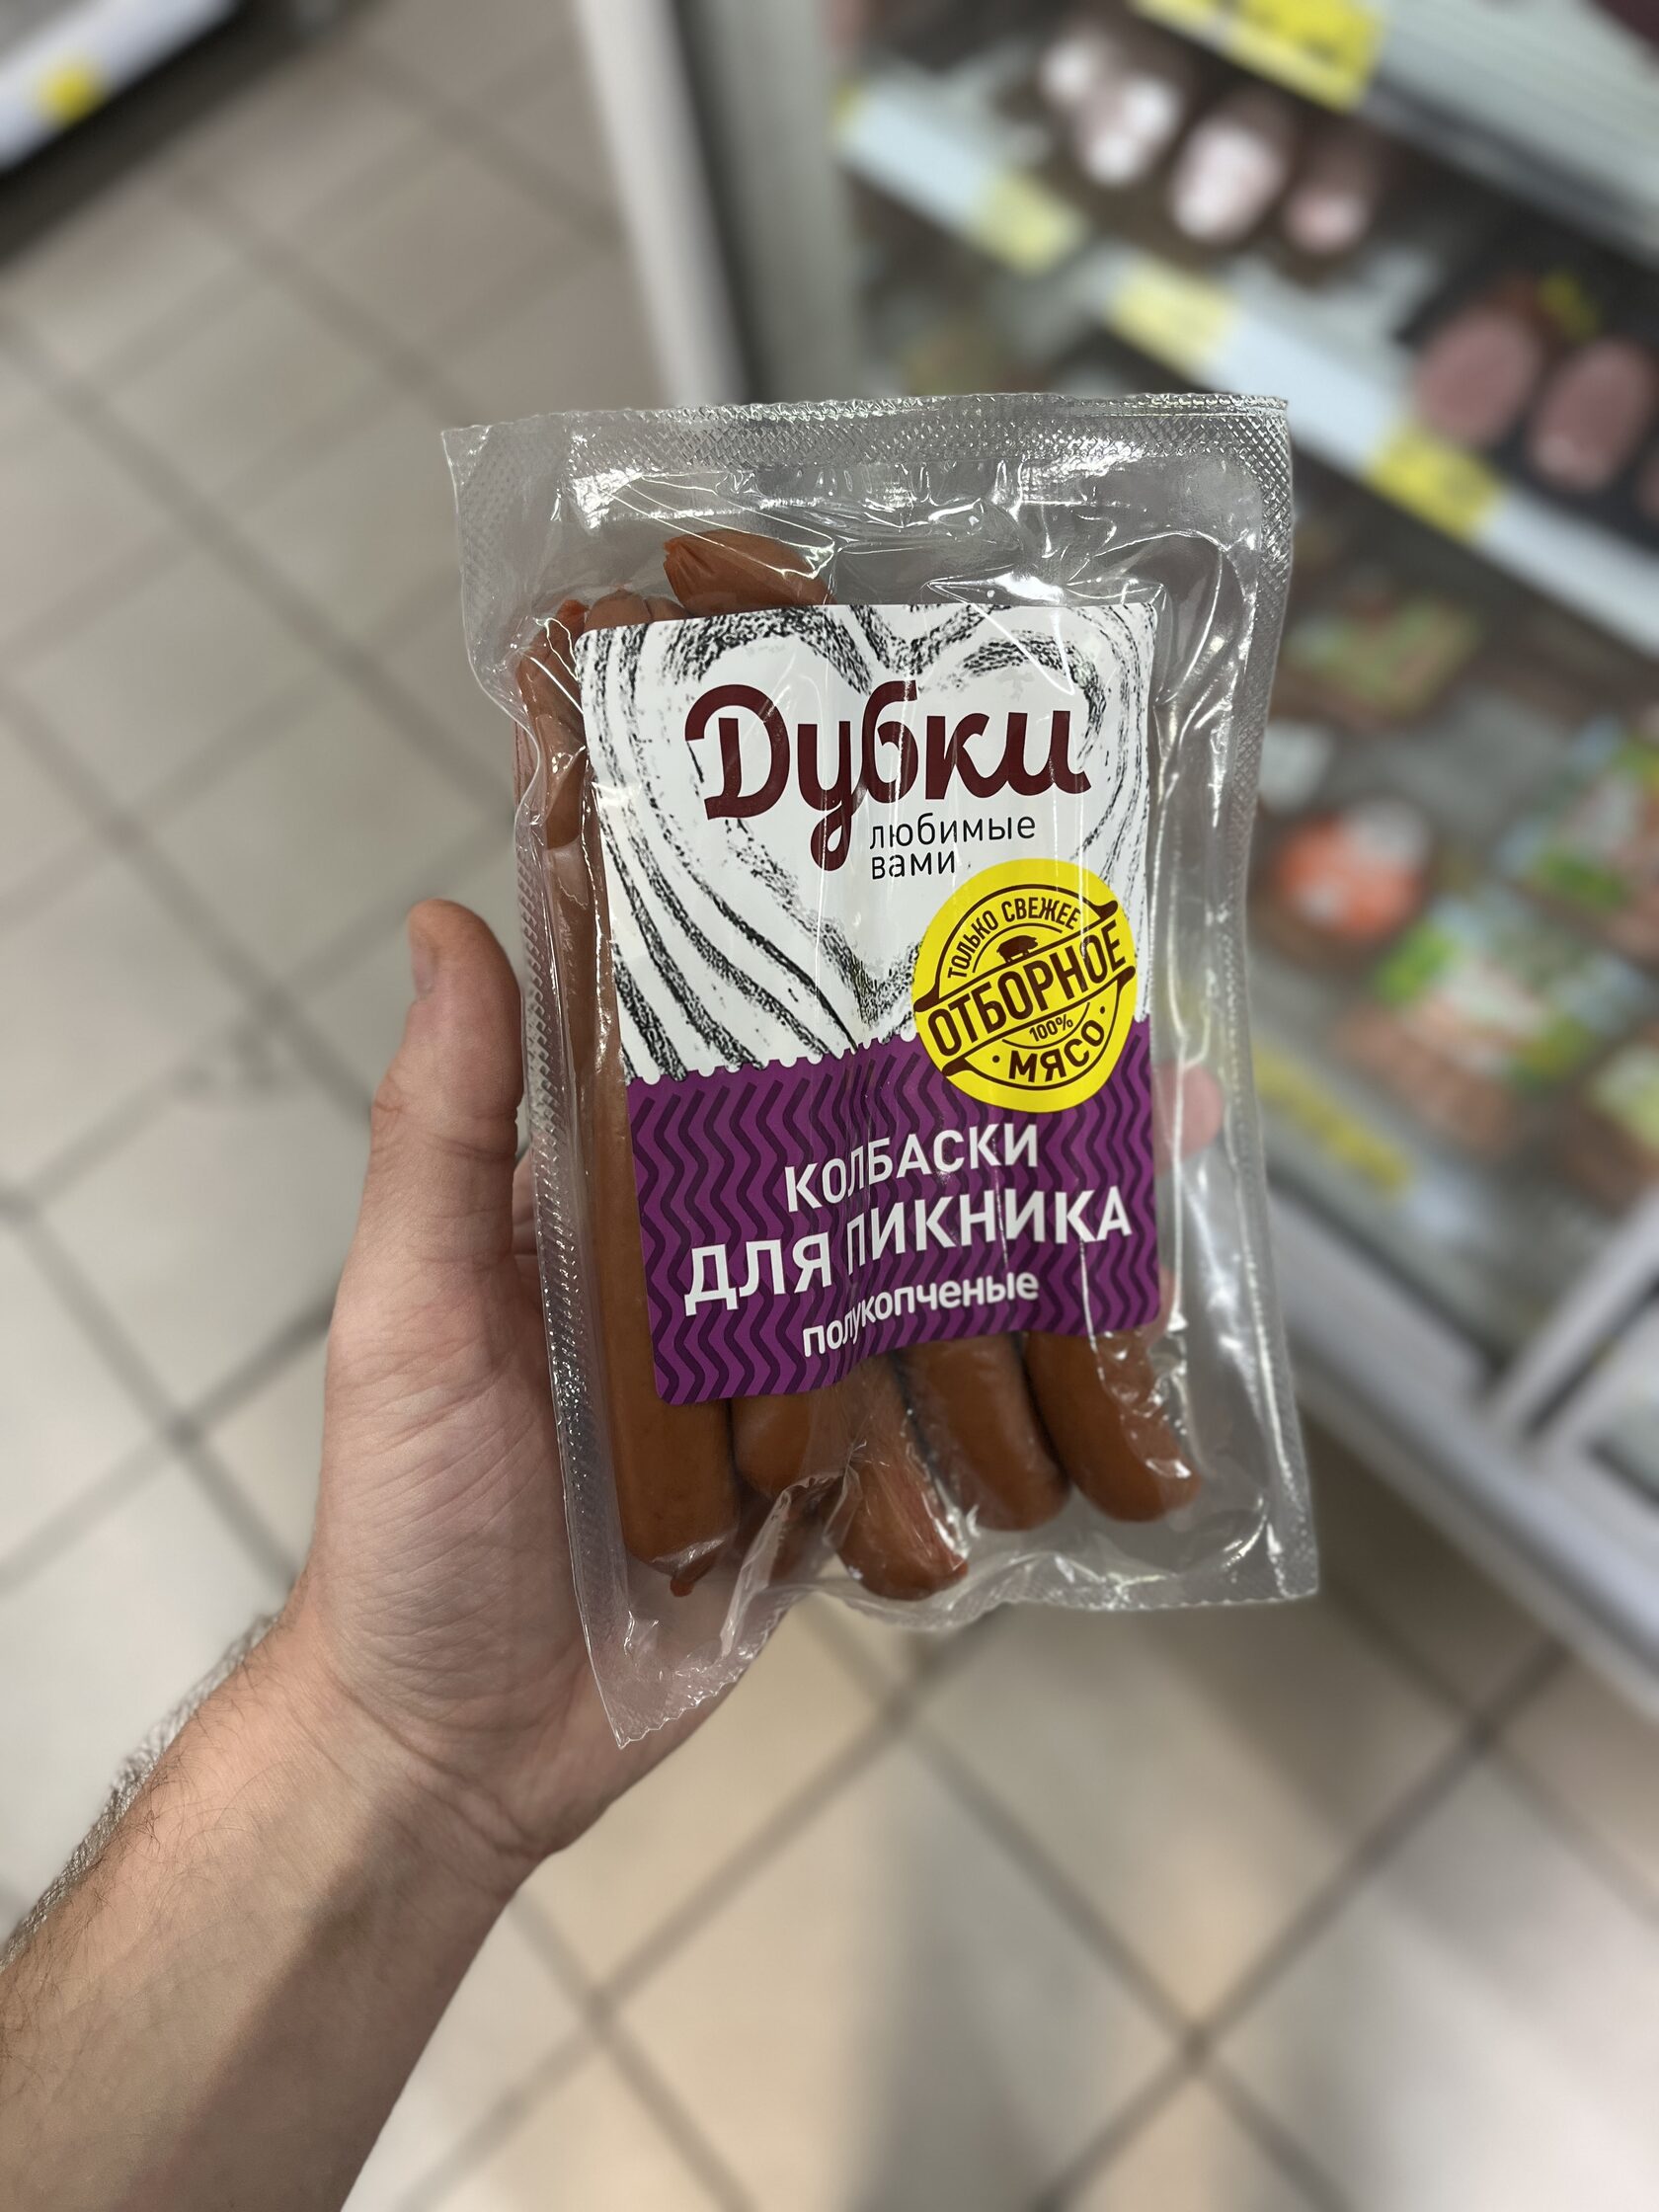 Дубки
любимые
вами
ТОЛЬКО СВЕЖЕЕ
ОТБОРНОЕ
100%
МЯСО
КОЛБАСКИ
ДЛЯ ПИКНИКА
полукопченые